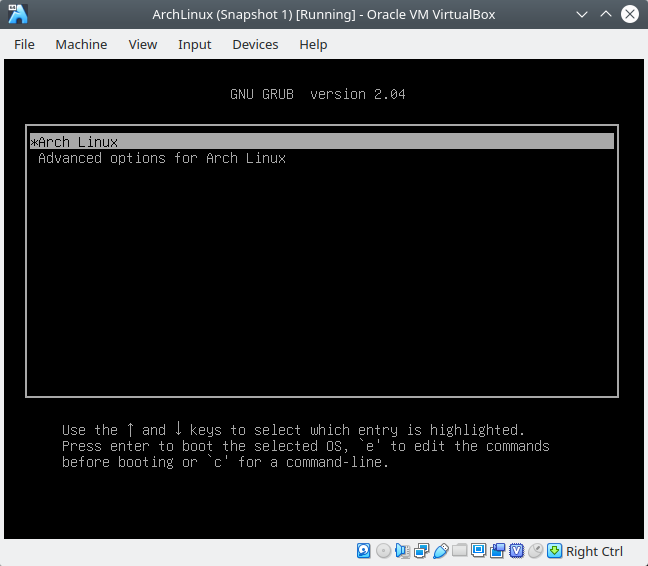 ArchLinux (Snapshot 1) [Running] - Oracle VM VirtualBox
File Machine View Input Devices Help
GNU GRUB  version 2.04
*Arch Linux
Advanced options for Arch Linux
Use the ↑ and ↓ keys to select which entry is highlighted.
Press enter to boot the selected OS, `e' to edit the commands
before booting or `c' for a command-line.
Right Ctrl